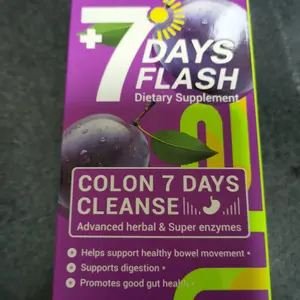 +7 DAYS
FLASH
Dietary Supplement
COLON 7 DAYS
CLEANSE
Advanced herbal & Super enzymes
Helps support healthy bowel movement
Supports digestion
Promotes good gut health